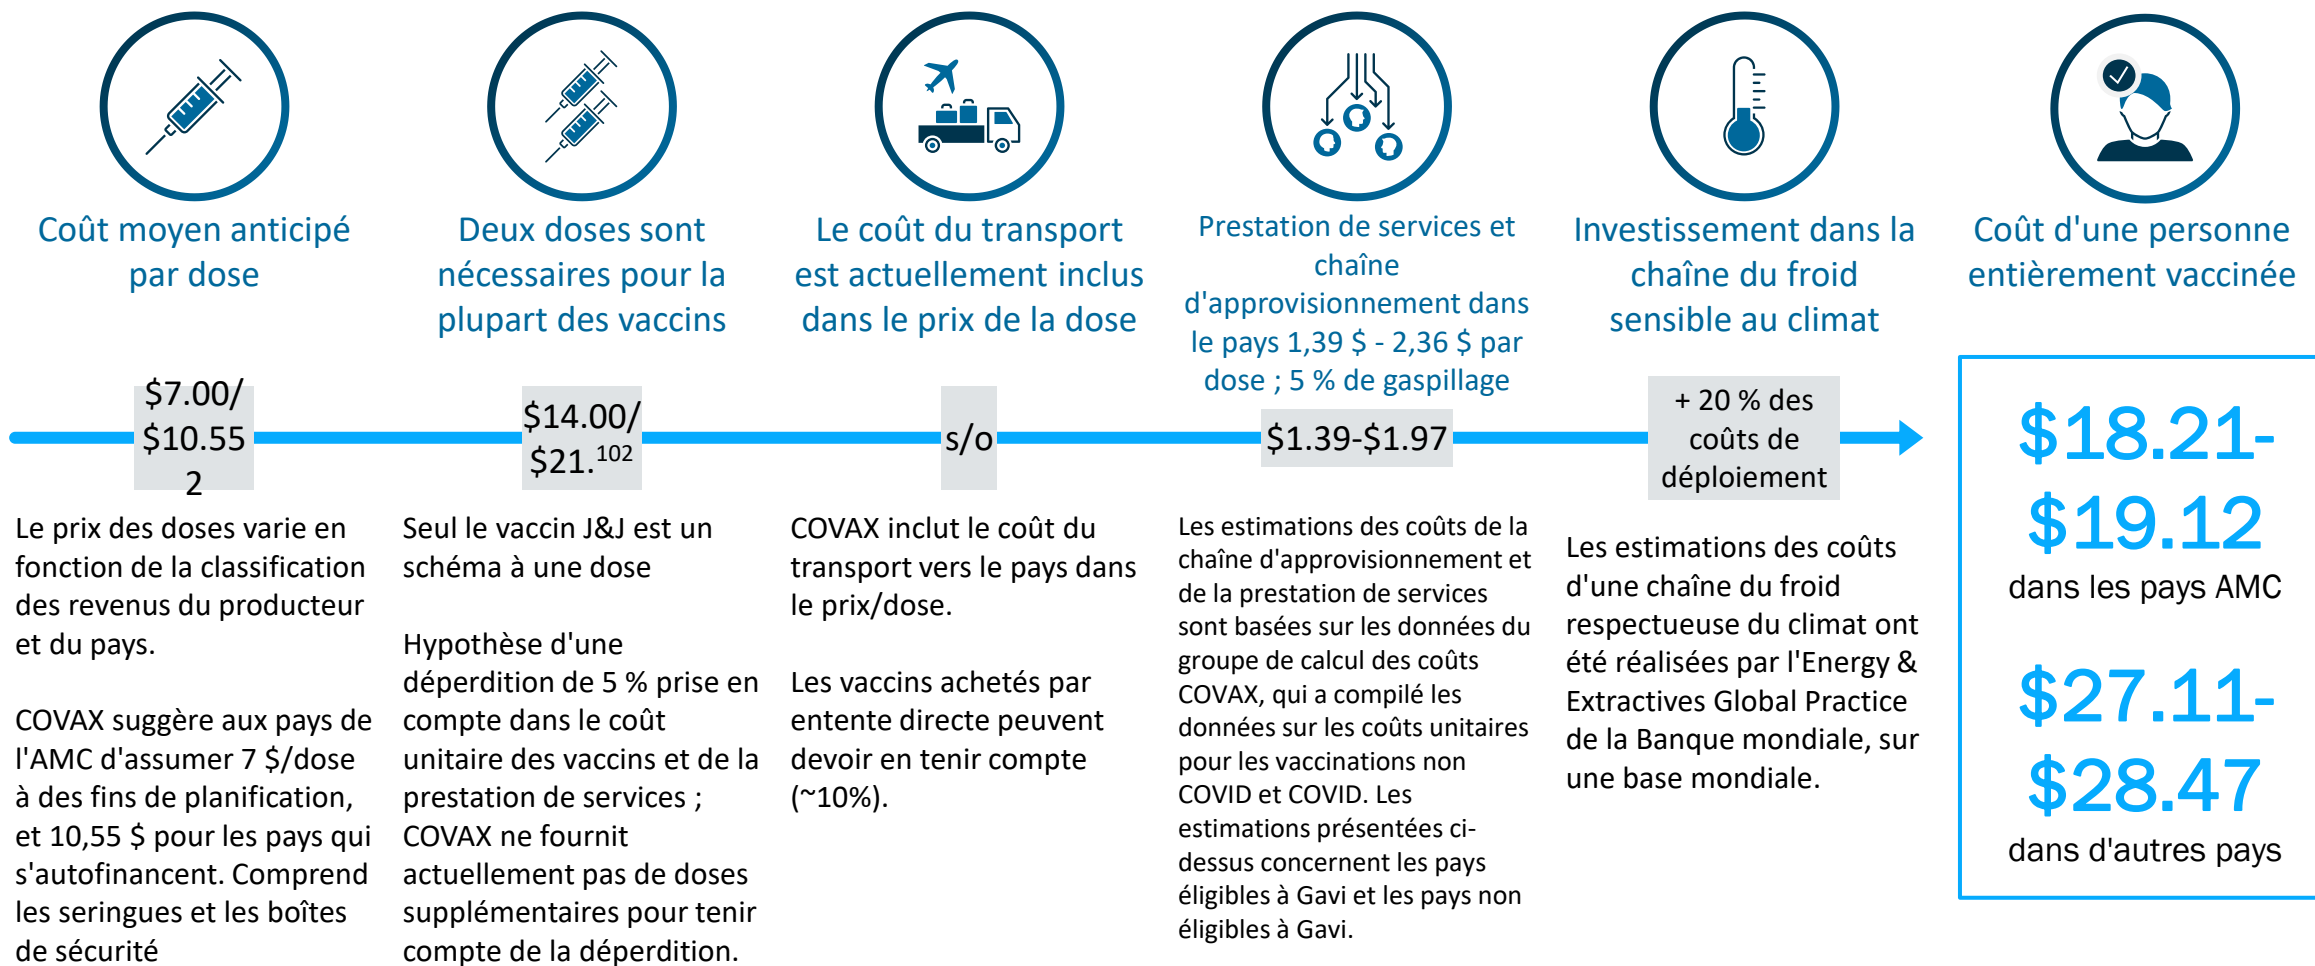 Coût moyen anticipé
par dose
$7.00/
$10.55
2
Le prix des doses varie en
fonction de la classification
des revenus du producteur
et du pays.
COVAX suggère aux pays de
l'AMC d'assumer 7 $/dose
à des fins de planification,
et 10,55 $ pour les pays qui
s'autofinancent. Comprend
les seringues et les boîtes
de sécurité
Deux doses sont
nécessaires pour la
plupart des vaccins
$14.00/
$21.102
Seul le vaccin J&J est un
schéma à une dose
Hypothèse d'une
déperdition de 5 % prise en
compte dans le coût
unitaire des vaccins et de la
prestation de services ;
COVAX ne fournit
actuellement pas de doses
supplémentaires pour tenir
compte de la déperdition.
Le coût du transport
est actuellement inclus
dans le prix de la dose
s/o
COVAX inclut le coût du
transport vers le pays dans
le prix/dose.
Les vaccins achetés par
entente directe peuvent
devoir en tenir compte
(~10%).
Prestation de services et
chaîne
d'approvisionnement dans
le pays 1,39 $ - 2,36 $ par
dose ; 5 % de gaspillage
$1.39-$1.97
Les estimations des coûts de la
chaîne d'approvisionnement et
de la prestation de services
sont basées sur les données du
groupe de calcul des coûts
COVAX, qui a compilé les
données sur les coûts unitaires
pour les vaccinations non
COVID et COVID. Les
estimations présentées ci-
dessus concernent les pays
éligibles à Gavi et les pays non
éligibles à Gavi.
Investissement dans la
chaîne du froid
sensible au climat
+ 20 % des
coûts de
déploiement
Les estimations des coûts
d'une chaîne du froid
respectueuse du climat ont
été réalisées par l'Energy &
Extractives Global Practice
de la Banque mondiale, sur
une base mondiale.
Coût d'une personne
entièrement vaccinée
$18.21-
$19.12
dans les pays AMC
$27.11-
$28.47
dans d'autres pays